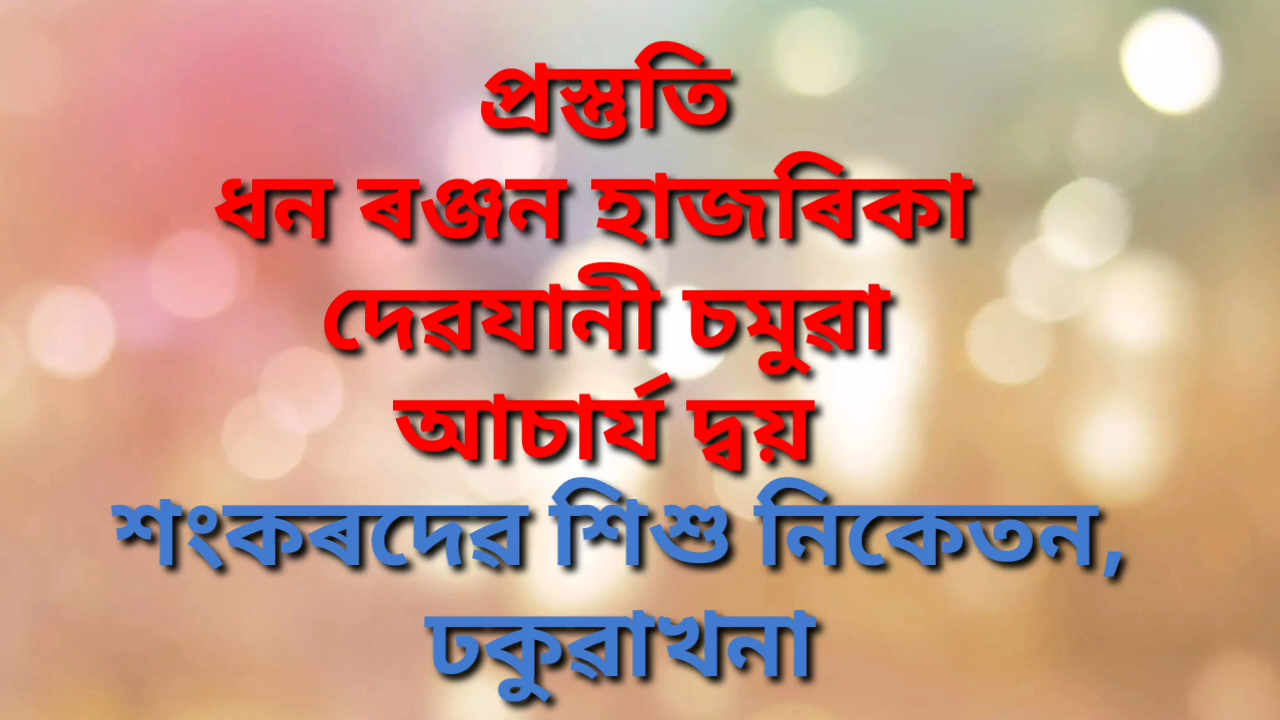 প্ৰস্তুতি
ধন ৰঞ্জন হাজৰিকা
দেৱযানী চমুৱা
আচাৰ্য দ্বয়
শংকৰদেৱ শিশু নিকেতন,
ঢকুৱাখনা